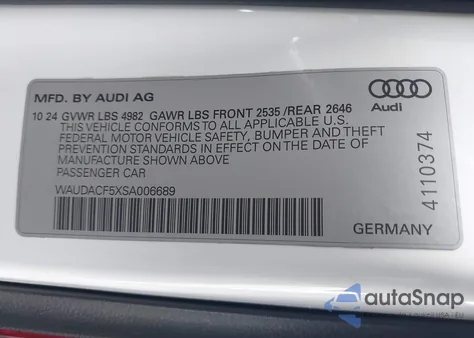 MFD. BY AUDI AG
Audi
10 24 GVWR LBS 4982 GAWR LBS FRONT 2535 /REAR 2646
THIS VEHICLE CONFORMS TO ALL APPLICABLE U.S.
FEDERAL MOTOR VEHICLE SAFETY, BUMPER AND THEFT
PREVENTION STANDARDS IN EFFECT ON THE DATE OF
MANUFACTURE SHOWN ABOVE
PASSENGER CAR
WAUDACF5XSA006689
GERMANY
4110374
autoSnap